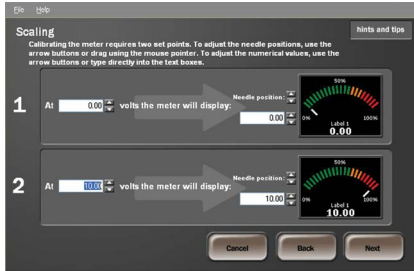 File Help
Scaling
hints and tips
Calibrating the meter requires two set points. To adjust the needle positions, use the
arrow buttons or drag using the mouse pointer. To adjust the numerical values, use the
arrow buttons or type directly into the text boxes.
1 At 0.00 volts the meter will display:
Needle position:
0.00
50%
0% 100%
Label 1
0.00
2 At 10.00 volts the meter will display:
Needle position:
10.00
50%
0% 100%
Label 1
10.00
Cancel Back Next